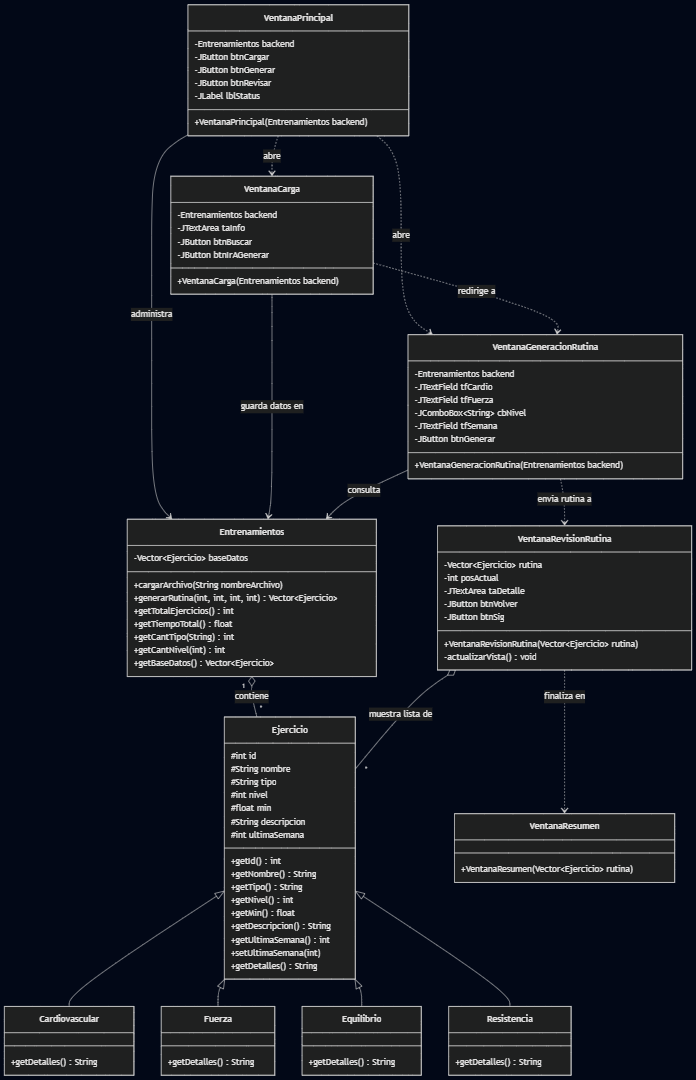 VentanaPrincipal
-Entrenamientos backend
-JButton btnCargar
-JButton btnGenerar
-JButton btnRevisar
-JLabel lblStatus
+VentanaPrincipal(Entrenamientos backend)
abre
VentanaCarga
-Entrenamientos backend
-JTextArea taInfo
-JButton btnBuscar
-JButton btnIrAGenerar
+VentanaCarga(Entrenamientos backend)
abre
redirige a
administra
VentanaGeneracionRutina
-Entrenamientos backend
-JTextField tfCardio
-JTextField tfFuerza
-JComboBox<String> cbNivel
-JTextField tfSemana
-JButton btnGenerar
+VentanaGeneracionRutina(Entrenamientos backend)
guarda datos en
consulta
envia rutina a
Entrenamientos
-Vector<Ejercicio> baseDatos
+cargarArchivo(String nombreArchivo)
+generarRutina(int, int, int, int) : Vector<Ejercicio>
+getTotalEjercicios() : int
+getTiempoTotal() : float
+getCantTipo(String) : int
+getCantNivel(int) : int
+getBaseDatos() : Vector<Ejercicio>
VentanaRevisionRutina
-Vector<Ejercicio> rutina
-int posActual
-JTextArea taDetalle
-JButton btnVolver
-JButton btnSig
+VentanaRevisionRutina(Vector<Ejercicio> rutina)
-actualizarVista() : void
1
contiene
*
muestra lista de
*
finaliza en
Ejercicio
#int id
#String nombre
#String tipo
#int nivel
#float min
#String descripcion
#int ultimaSemana
+getId() : int
+getNombre() : String
+getTipo() : String
+getNivel() : int
+getMin() : float
+getDescripcion() : String
+getUltimaSemana() : int
+setUltimaSemana(int)
+getDetalles() : String
VentanaResumen
+VentanaResumen(Vector<Ejercicio> rutina)
Cardiovascular
+getDetalles() : String
Fuerza
+getDetalles() : String
Equilibrio
+getDetalles() : String
Resistencia
+getDetalles() : String